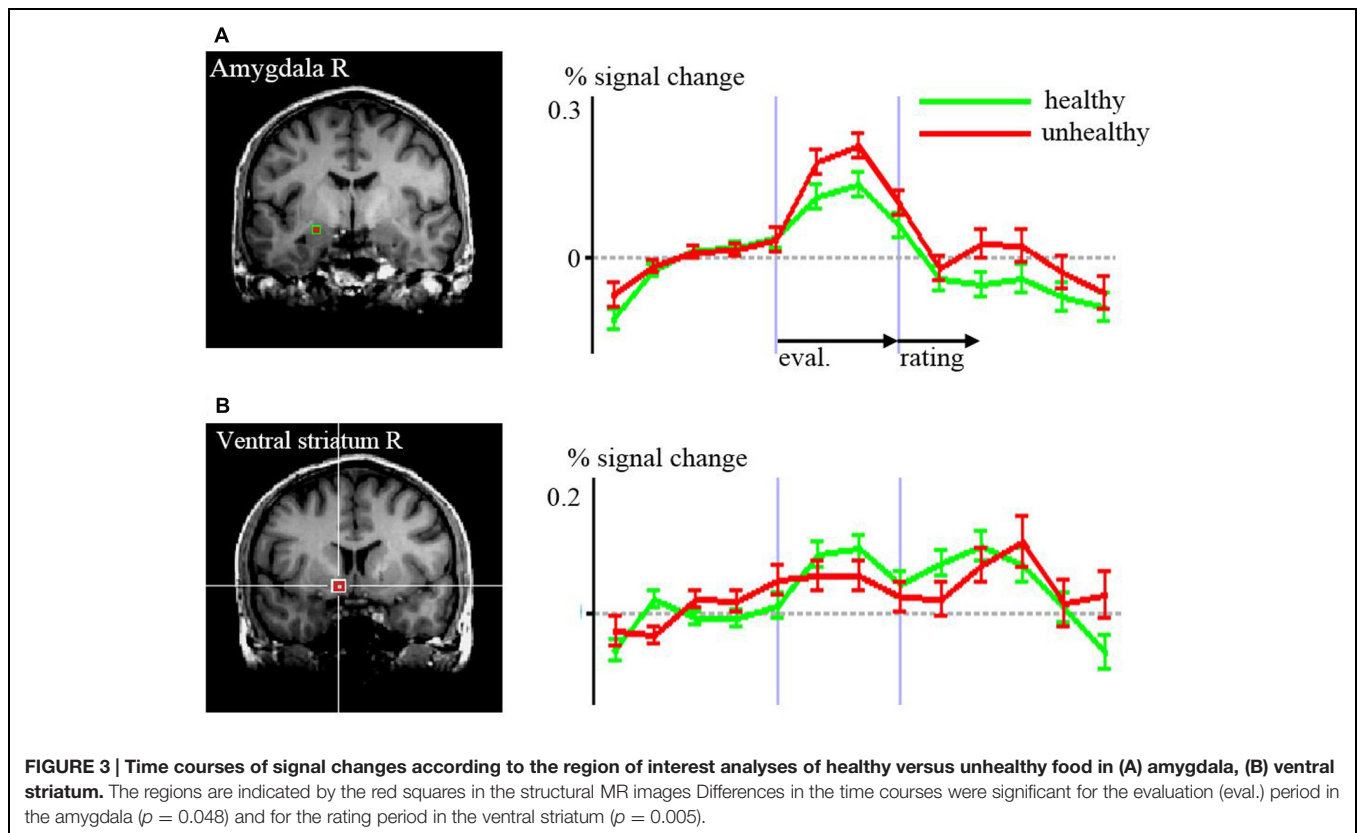 A
Amygdala R
% signal change
0.3
healthy
unhealthy
0
eval.
rating
B
Ventral striatum R
% signal change
0.2
FIGURE 3 | Time courses of signal changes according to the region of interest analyses of healthy versus unhealthy food in (A) amygdala, (B) ventral
striatum. The regions are indicated by the red squares in the structural MR images Differences in the time courses were significant for the evaluation (eval.) period in
the amygdala (p = 0.048) and for the rating period in the ventral striatum (p = 0.005).